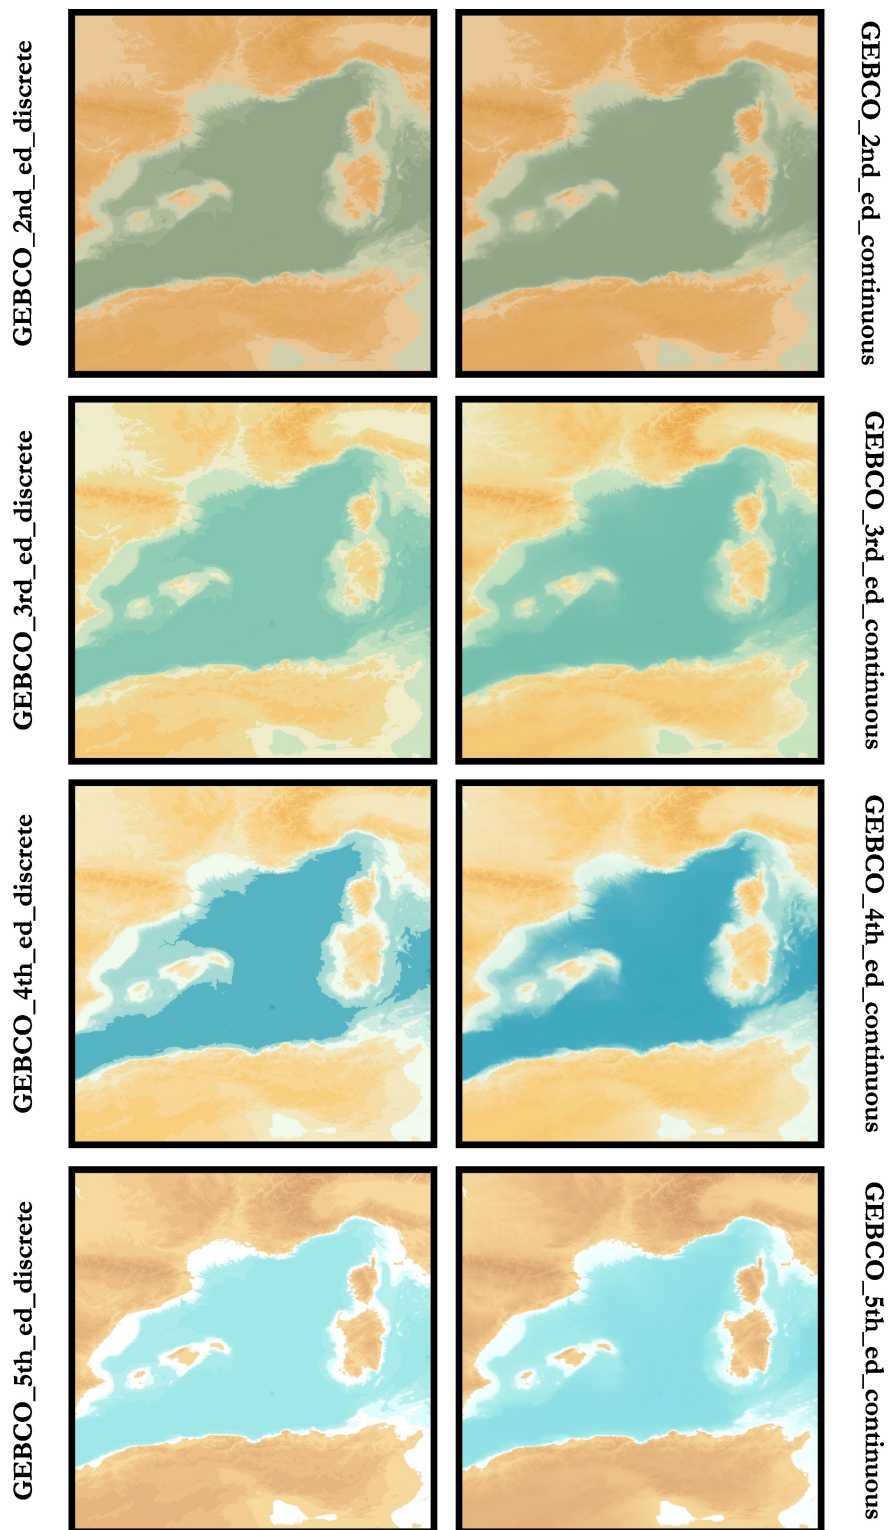 GEBCO_2nd_ed_discrete
GEBCO_2nd_ed_continuous
GEBCO_3rd_ed_discrete
GEBCO_3rd_ed_continuous
GEBCO_4th_ed_discrete
GEBCO_4th_ed_continuous
GEBCO_5th_ed_discrete
GEBCO_5th_ed_continuous